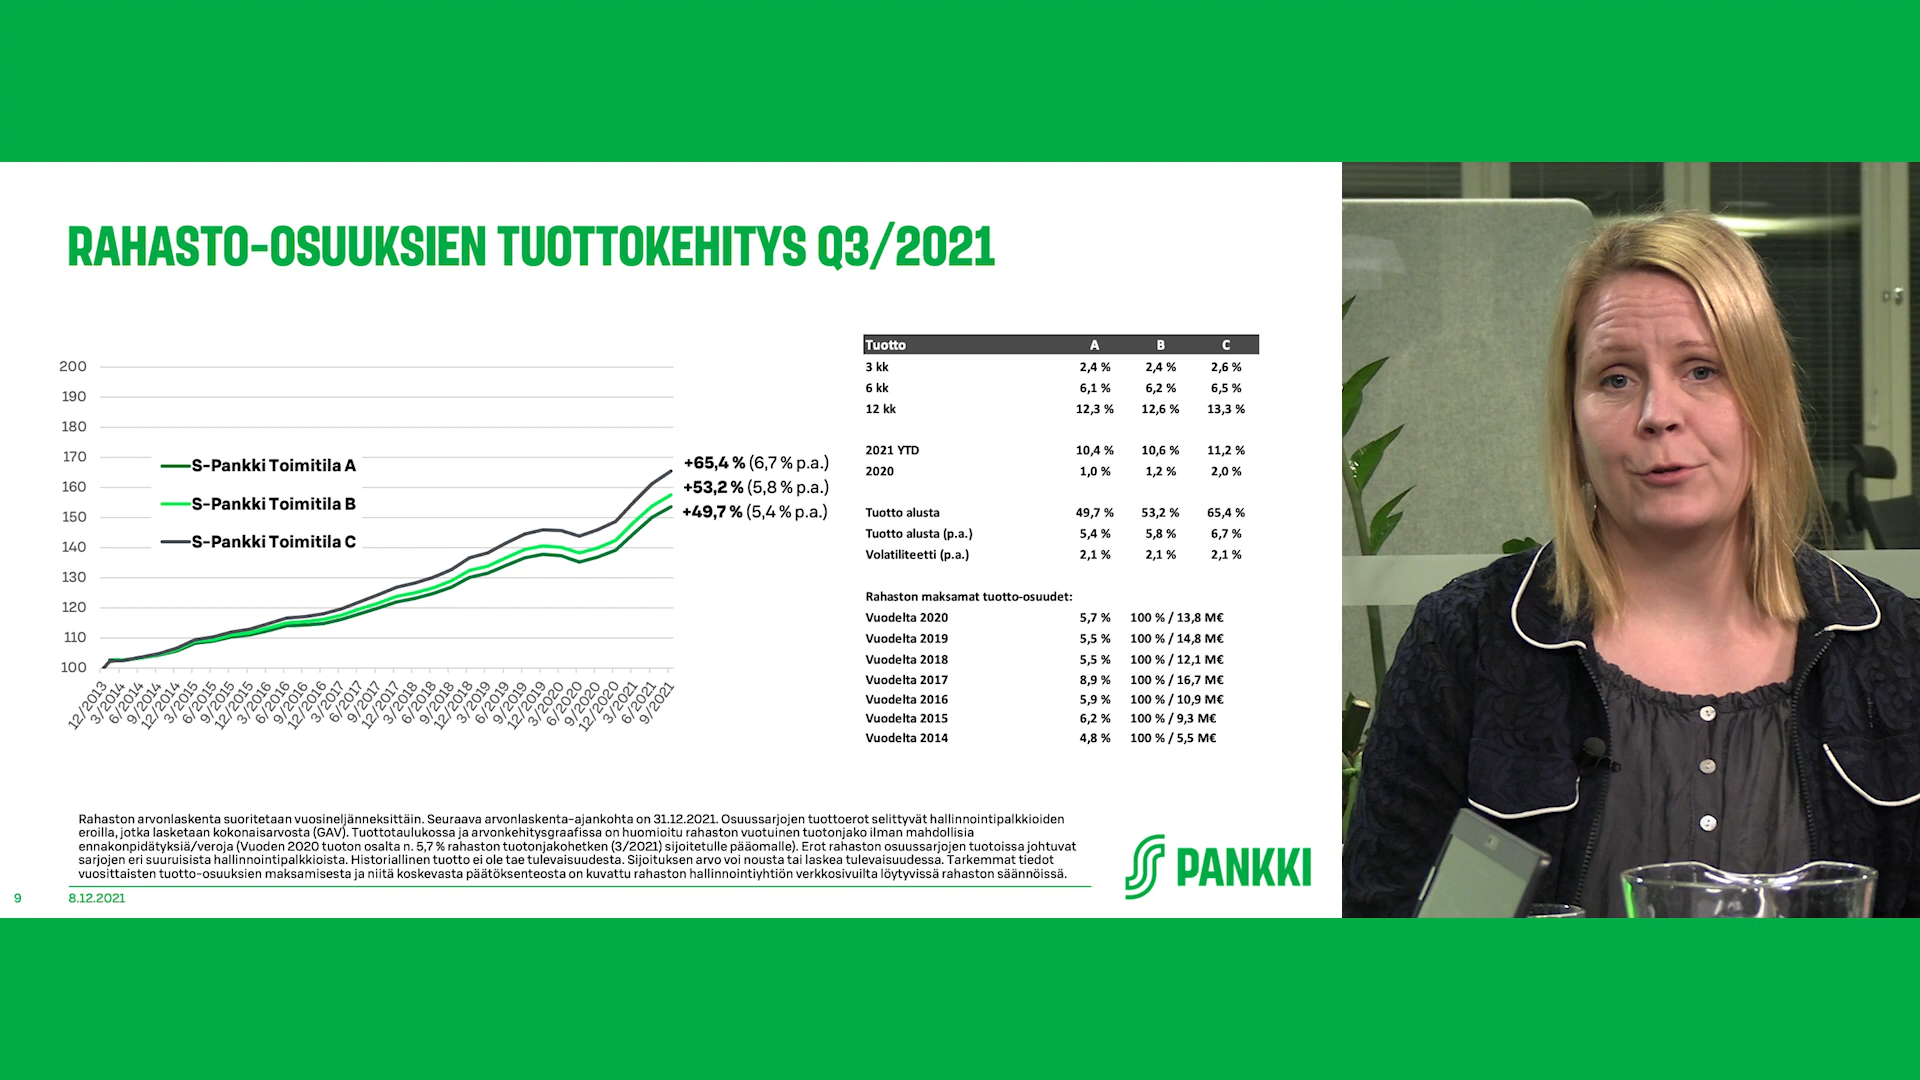 RAHASTO-OSUUKSIEN TUOTTOKEHITYS Q3/2021
200
190
180
170
160
150
140
130
120
110
100
S-Pankki Toimitila A
S-Pankki Toimitila B
S-Pankki Toimitila C
+65,4 % (6,7 % p.a.)
+53,2 % (5,8 % p.a.)
+49,7 % (5,4 % p.a.)
12/2013
3/2014
6/2014
9/2014
12/2014
3/2015
6/2015
9/2015
12/2015
3/2016
6/2016
9/2016
12/2016
3/2017
6/2017
9/2017
12/2017
3/2018
6/2018
9/2018
12/2018
3/2019
6/2019
9/2019
12/2019
3/2020
6/2020
9/2020
12/2020
3/2021
6/2021
9/2021
Tuotto A B C
3 kk 2,4 % 2,4 % 2,6 %
6 kk 6,1 % 6,2 % 6,5 %
12 kk 12,3 % 12,6 % 13,3 %
2021 YTD 10,4 % 10,6 % 11,2 %
2020 1,0 % 1,2 % 2,0 %
Tuotto alusta 49,7 % 53,2 % 65,4 %
Tuotto alusta (p.a.) 5,4 % 5,8 % 6,7 %
Volatiliteetti (p.a.) 2,1 % 2,1 % 2,1 %
Rahaston maksamat tuotto-osuudet:
Vuodelta 2020 5,7 % 100 % / 13,8 M€
Vuodelta 2019 5,5 % 100 % / 14,8 M€
Vuodelta 2018 5,5 % 100 % / 12,1 M€
Vuodelta 2017 8,9 % 100 % / 16,7 M€
Vuodelta 2016 5,9 % 100 % / 10,9 M€
Vuodelta 2015 6,2 % 100 % / 9,3 M€
Vuodelta 2014 4,8 % 100 % / 5,5 M€
Rahaston arvonlaskenta suoritetaan vuosineljänneksittäin. Seuraava arvonlaskenta-ajankohta on 31.12.2021. Osuussarjojen tuottoerot selittyvät hallinnointipalkkioiden
eroilla, jotka lasketaan kokonaisarvosta (GAV). Tuottotaulukossa ja arvonkehitysgraafissa on huomioitu rahaston vuotuinen tuotonjako ilman mahdollisia
ennakonpidätyksiä/veroja (Vuoden 2020 tuoton osalta n. 5,7 % rahaston tuotonjakohetken (3/2021) sijoitetulle pääomalle). Erot rahaston osuussarjojen tuotoissa johtuvat
sarjojen eri suuruisista hallinnointipalkkioista. Historiallinen tuotto ei ole tae tulevaisuudesta. Sijoituksen arvo voi nousta tai laskea tulevaisuudessa. Tarkemmat tiedot
vuosittaisten tuotto-osuuksien maksamisesta ja niitä koskevasta päätöksenteosta on kuvattu rahaston hallinnointiyhtiön verkkosivuilta löytyvissä rahaston säännöissä.
9 8.12.2021
S PANKKI